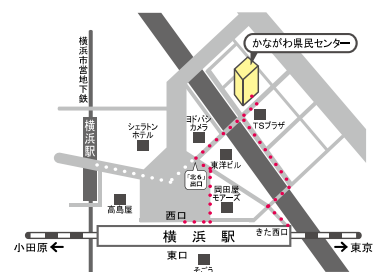 かながわ県民センター
横浜市営地下鉄
横浜駅
シェラトン
ホテル
ヨドバシ
カメラ
TSプラザ
東洋ビル
「北6」
出口
岡田屋
モアーズ
高島屋
西口
きた西口
横浜駅
小田原
東京
東口
そごう